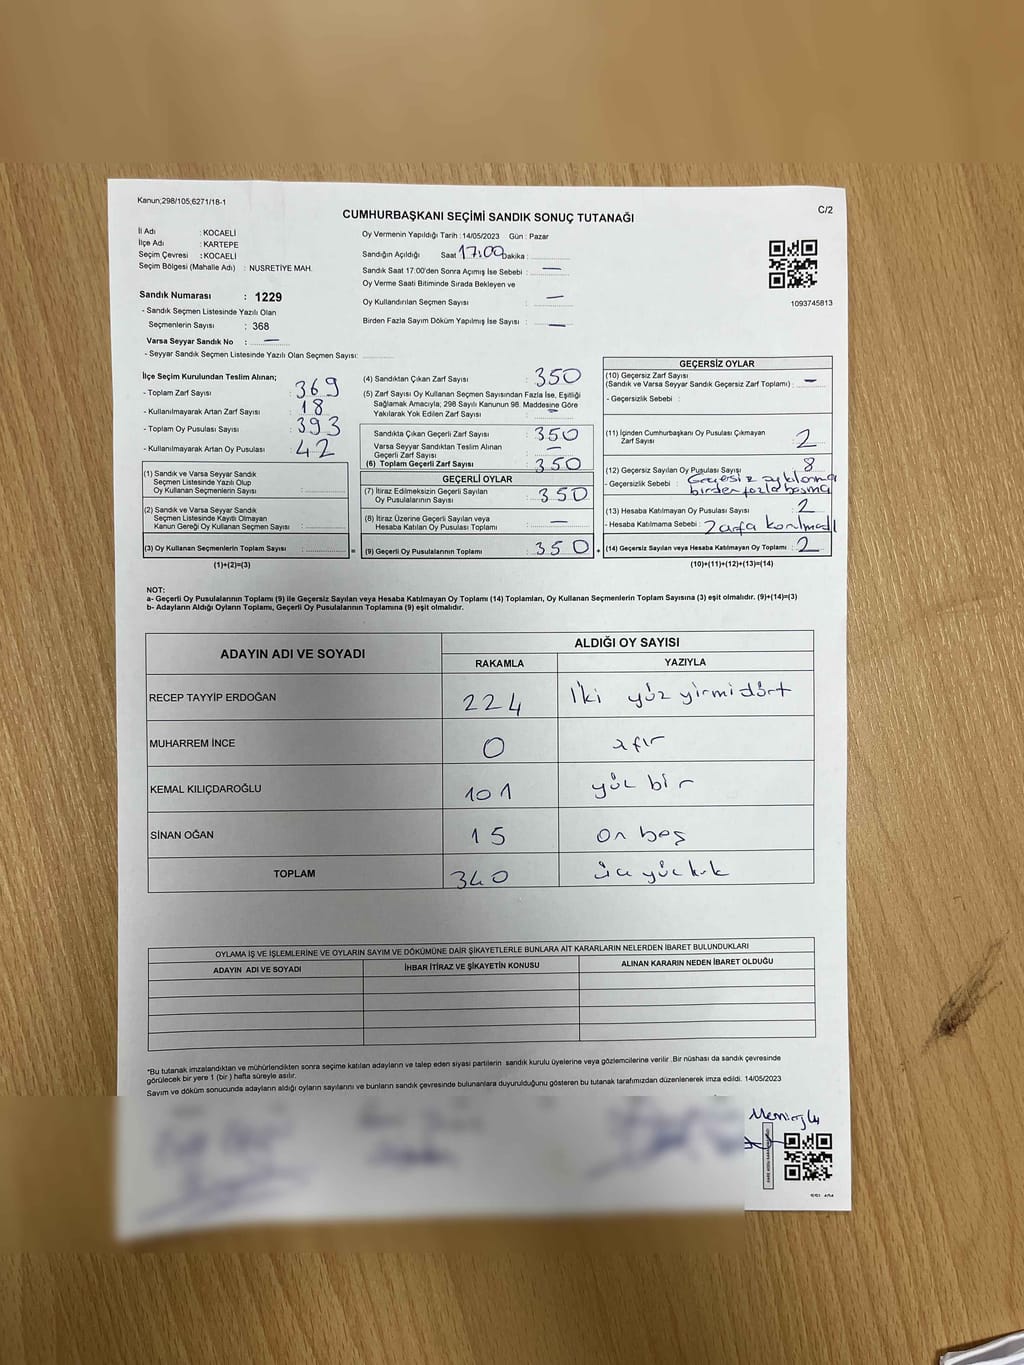 Kanun;298/105;6271/18-1
C/2
CUMHURBAŞKANI SEÇİMİ SANDIK SONUÇ TUTANAĞI
İl Adı : KOCAELİ
İlçe Adı : KARTEPE
Seçim Çevresi : KOCAELİ
Seçim Bölgesi (Mahalle Adı) : NUSRETİYE MAH.
Sandık Numarası : 1229
- Sandık Seçmen Listesinde Yazılı Olan
Seçmenlerin Sayısı : 368
Varsa Seyyar Sandık No : —
- Seyyar Sandık Seçmen Listesinde Yazılı Olan Seçmen Sayısı:
Oy Vermenin Yapıldığı Tarih : 14/05/2023 Gün : Pazar
Sandığın Açıldığı Saat 17:00 Dakika :
Sandık Saat 17:00'den Sonra Açımış İse Sebebi : —
Oy Verme Saati Bitiminde Sırada Bekleyen ve
Oy Kullandırılan Seçmen Sayısı : —
Birden Fazla Sayım Döküm Yapılmış İse Sayısı : —
1093745813
İlçe Seçim Kurulundan Teslim Alınan;
- Toplam Zarf Sayısı : 369
- Kullanılmayarak Artan Zarf Sayısı : 18
- Toplam Oy Pusulası Sayısı : 393
- Kullanılmayarak Artan Oy Pusulası : 42
(1) Sandık ve Varsa Seyyar Sandık
Seçmen Listesinde Yazılı Olup
Oy Kullanan Seçmenlerin Sayısı :
(2) Sandık ve Varsa Seyyar Sandık
Seçmen Listesinde Kayıtlı Olmayan
Kanun Gereği Oy Kullanan Seçmen Sayısı :
(3) Oy Kullanan Seçmenlerin Toplam Sayısı : =
(1)+(2)=(3)
(4) Sandıktan Çıkan Zarf Sayısı : 350
(5) Zarf Sayısı Oy Kullanan Seçmen Sayısından Fazla İse, Eşitliği
Sağlamak Amacıyla, 298 Sayılı Kanunun 98. Maddesine Göre
Yakılarak Yok Edilen Zarf Sayısı : —
Sandıkta Çıkan Geçerli Zarf Sayısı : 350
Varsa Seyyar Sandıktan Teslim Alınan
Geçerli Zarf Sayısı : —
(6) Toplam Geçerli Zarf Sayısı : 350
GEÇERLİ OYLAR
(7) İtiraz Edilmeksizin Geçerli Sayılan
Oy Pusulalarının Sayısı : 350
(8) İtiraz Üzerine Geçerli Sayılan veya
Hesaba Katılan Oy Pusulası Toplamı : —
(9) Geçerli Oy Pusulalarının Toplamı : 350 +
GEÇERSİZ OYLAR
(10) Geçersiz Zarf Sayısı
(Sandık ve Varsa Seyyar Sandık Geçersiz Zarf Toplamı) : —
- Geçersizlik Sebebi :
(11) İçinden Cumhurbaşkanı Oy Pusulası Çıkmayan
Zarf Sayısı : 2
(12) Geçersiz Sayılan Oy Pusulası Sayısı : 8
- Geçersizlik Sebebi : Geçersiz
birden fazla basma
(13) Hesaba Katılmayan Oy Pusulası Sayısı : 2
- Hesaba Katılmama Sebebi : Zarfa konulmadı
(14) Geçersiz Sayılan veya Hesaba Katılmayan Oy Toplamı : 2
(10)+(11)+(12)+(13)=(14)
NOT:
a- Geçerli Oy Pusulalarının Toplamı (9) ile Geçersiz Sayılan veya Hesaba Katılmayan Oy Toplamı (14) Toplamları, Oy Kullanan Seçmenlerin Toplam Sayısına (3) eşit olmalıdır. (9)+(14)=(3)
b- Adayların Aldığı Oyların Toplamı, Geçerli Oy Pusulalarının Toplamına (9) eşit olmalıdır.
ADAYIN ADI VE SOYADI
ALDIĞI OY SAYISI
RAKAMLA YAZIYLA
RECEP TAYYİP ERDOĞAN 224 İki yüz yirmi dört
MUHARREM İNCE 0 sıfır
KEMAL KILIÇDAROĞLU 101 yüz bir
SİNAN OĞAN 15 on beş
TOPLAM 340 üç yüz kırk
OYLAMA İŞ VE İŞLEMLERİNE VE OYLARIN SAYIM VE DÖKÜMÜNE DAİR ŞİKAYETLERLE BUNLARA AİT KARARLARIN NELERDEN İBARET BULUNDUKLARI
ADAYIN ADI VE SOYADI İHBAR İTİRAZ VE ŞİKAYETİN KONUSU ALINAN KARARIN NEDEN İBARET OLDUĞU
*Bu tutanak imzalandıktan ve mühürlendikten sonra seçime katılan adayların ve talep eden siyasi partilerin sandık kurulu üyelerine veya gözlemcilerine verilir .Bir nüshası da sandık çevresinde
görülecek bir yere 1 (bir ) hafta süreyle asılır.
Sayım ve döküm sonucunda adayların aldığı oyların sayılarını ve bunların sandık çevresinde bulunanlara duyurulduğunu gösteren bu tutanak tarafımızdan düzenlenerek imza edildi. 14/05/2023